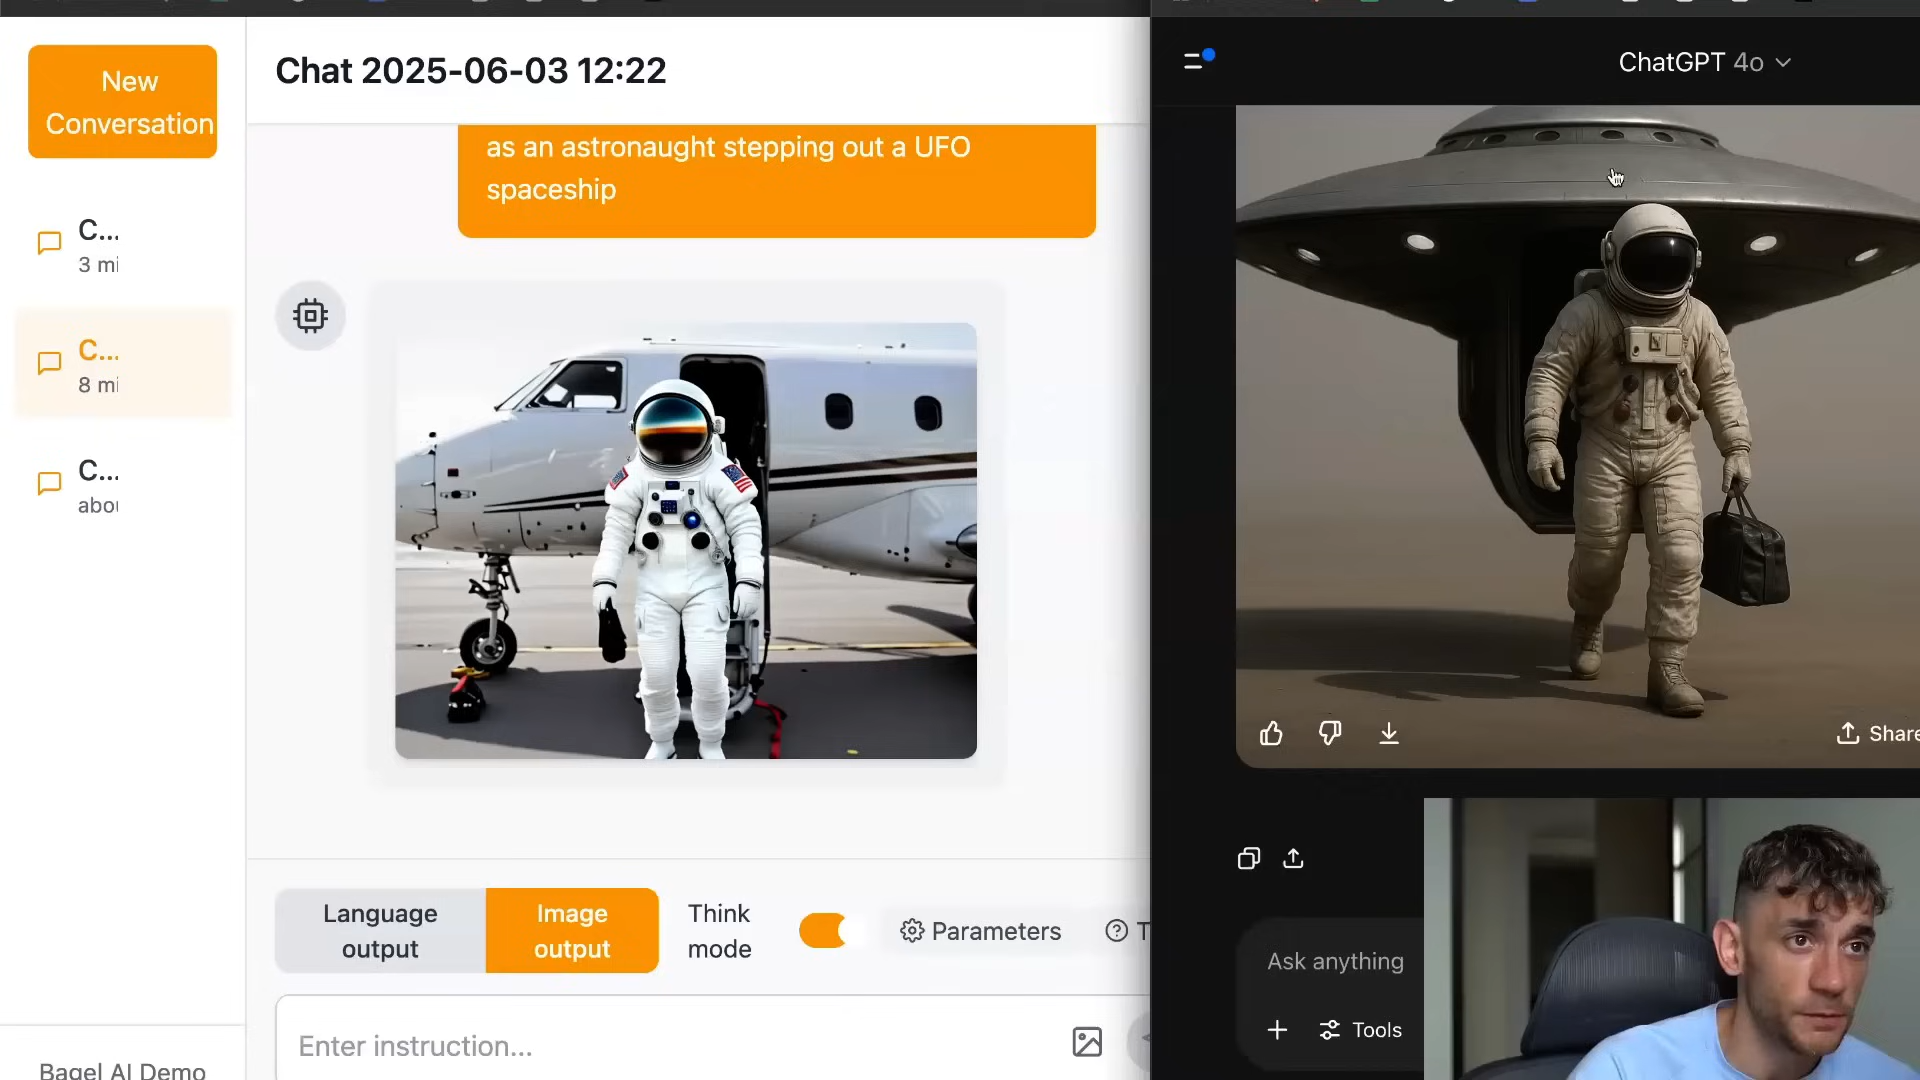 New
Conversation
C...
3 mi
C...
8 mi
C...
abou
Bagel AI Demo
Chat 2025-06-03 12:22
as an astronaught stepping out a UFO
spaceship
Language
output
Image
output
Think
mode
Parameters
T
Enter instruction...
ChatGPT 4o
Share
Ask anything
Tools